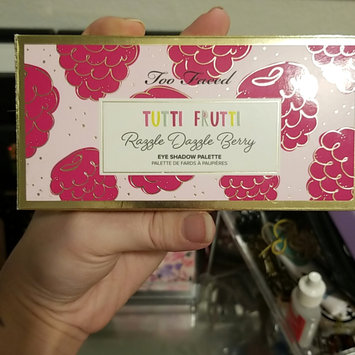 Too Faced
TUTTI FRUTTI
Razzle Dazzle Berry
EYE SHADOW PALETTE
PALETTE DE FARDS À PAUPIÈRES